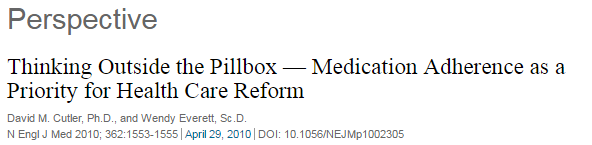 Perspective
Thinking Outside the Pillbox — Medication Adherence as a
Priority for Health Care Reform
David M. Cutler, Ph.D., and Wendy Everett, Sc.D.
N Engl J Med 2010; 362:1553-1555 | April 29, 2010 | DOI: 10.1056/NEJMp1002305